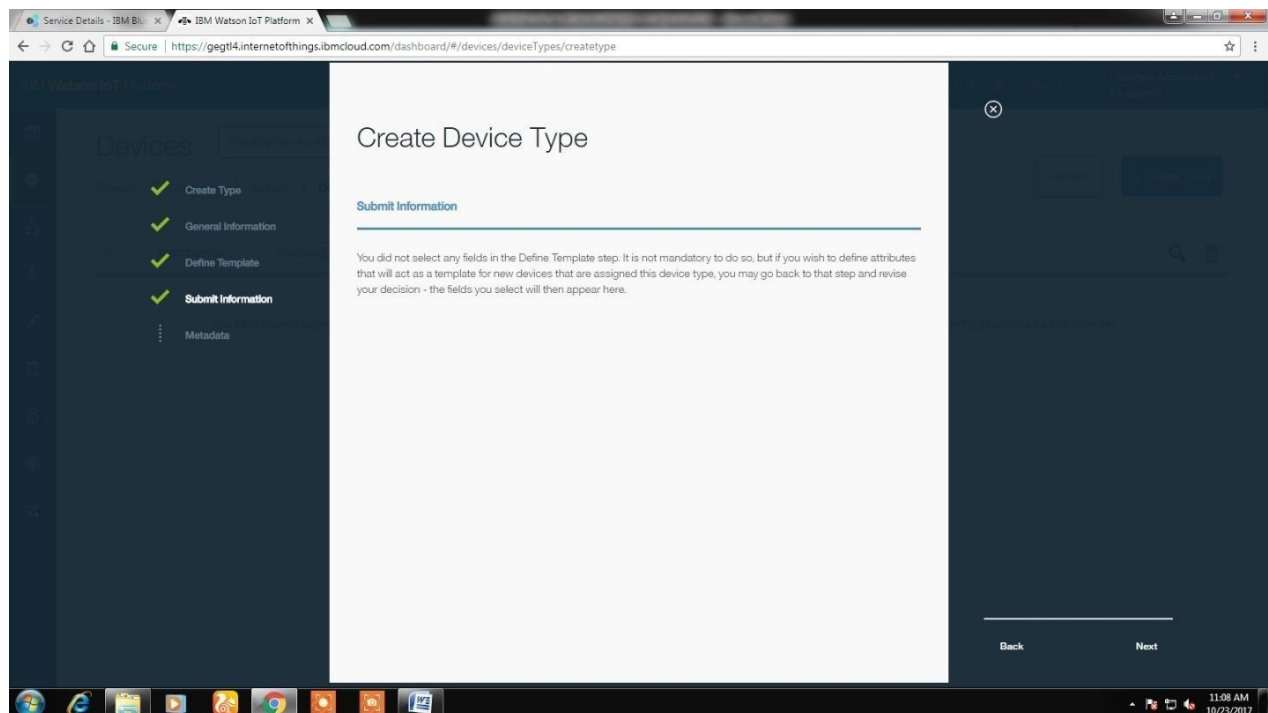 Service Details - IBM Blu
IBM Watson IoT Platform
Secure | https://gegtl4.internetofthings.ibmcloud.com/dashboard/#/devices/deviceTypes/createtype
IBM Watson IoT Platform
Devices
Create Type
General Information
Define Template
Submit Information
Metadata
Create Device Type
Submit Information
You did not select any fields in the Define Template step. It is not mandatory to do so, but if you wish to define attributes
that will act as a template for new devices that are assigned this device type, you may go back to that step and revise
your decision - the fields you select will then appear here.
Back
Next
11:08 AM
10/23/2017